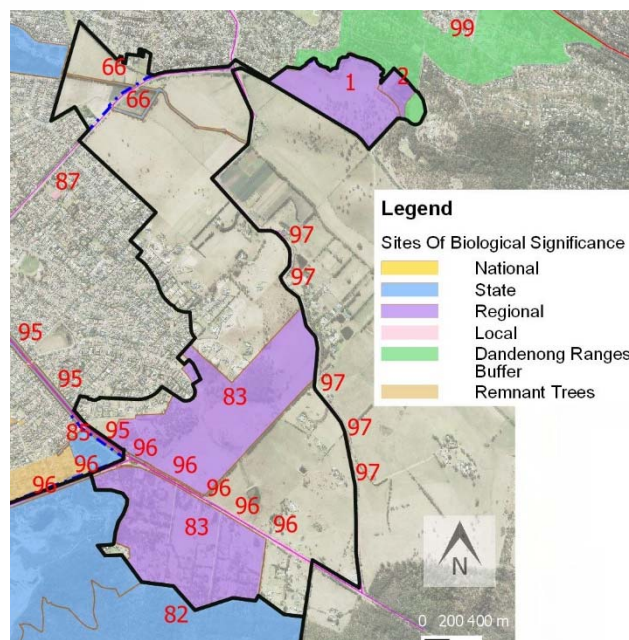 99
66
1
2
66
87
Legend
Sites Of Biological Significance
National
State
Regional
Local
Dandenong Ranges
Buffer
Remnant Trees
97
97
95
95
97
83
85
95
96
97
96
96
96
97
96
96
83
N
82
0 200 400 m